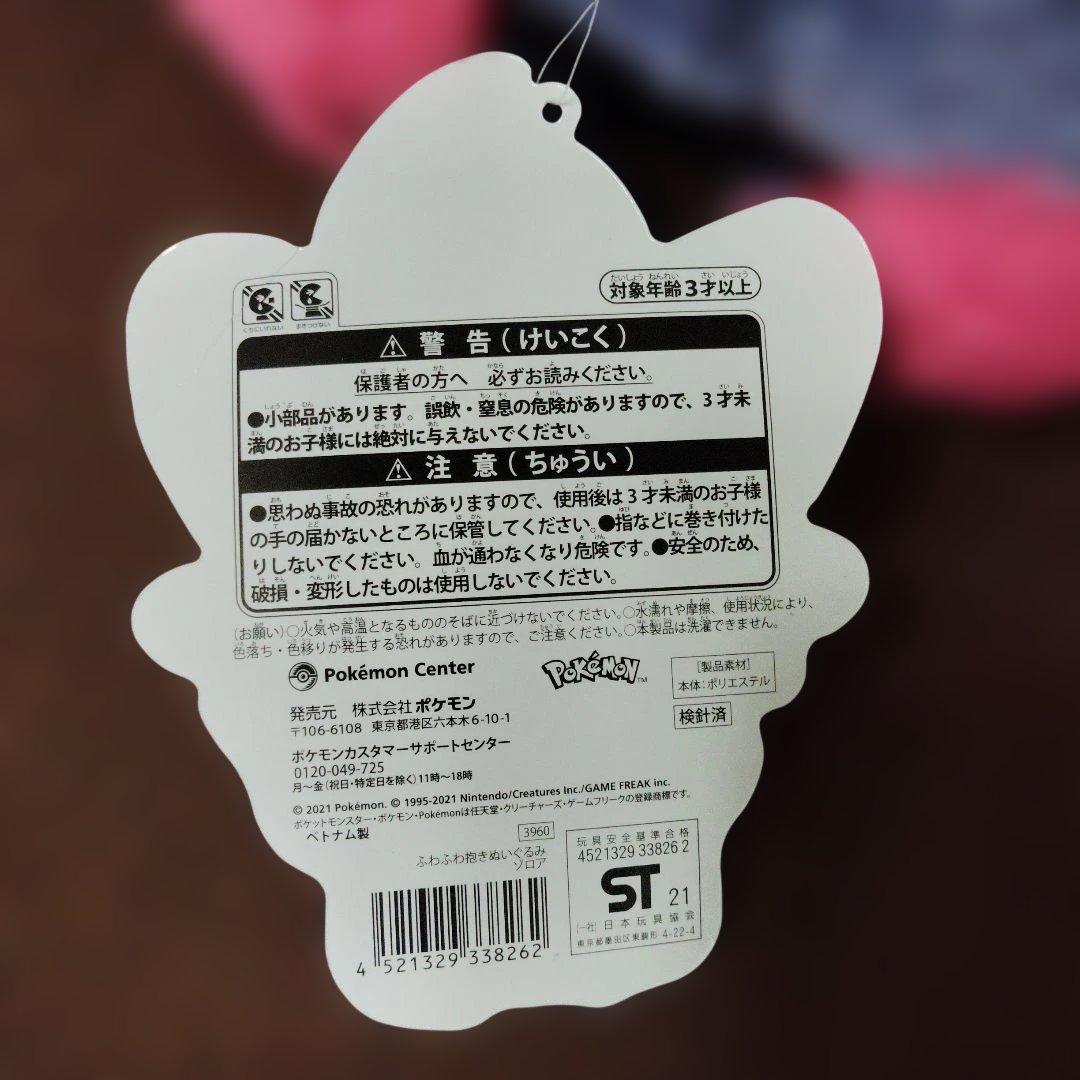 対象年齢3才以上
くちにいれない まきつけない
警告(けいこく)
保護者の方へ 必ずお読みください。
●小部品があります。誤飲・窒息の危険がありますので、3才未
満のお子様には絶対に与えないでください。
注意(ちゅうい)
●思わぬ事故の恐れがありますので、使用後は3才未満のお子様
の手の届かないところに保管してください。●指などに巻き付けた
りしないでください。血が通わなくなり危険です。●安全のため、
破損・変形したものは使用しないでください。
(お願い)○火気や高温となるもののそばに近づけないでください。○水濡れや摩擦、使用状況により、
色落ち・色移りが発生する恐れがありますので、ご注意ください。○本製品は洗濯できません。
Pokémon Center
POKéMON™
[製品素材]
本体:ポリエステル
検針済
発売元 株式会社ポケモン
〒106-6108 東京都港区六本木6-10-1
ポケモンカスタマーサポートセンター
0120-049-725
月~金(祝日・特定日を除く)11時~18時
© 2021 Pokémon. © 1995-2021 Nintendo/Creatures Inc./GAME FREAK inc.
ポケットモンスター・ポケモン・Pokémonは任天堂・クリーチャーズ・ゲームフリークの登録商標です。
ベトナム製
3960
ふわふわ抱きぬいぐるみ
ゾロア
4 521329 338262
玩具安全基準合格
4521329 33826 2
ST 21
(一社)日本玩具協会
東京都墨田区東駒形 4-22-4